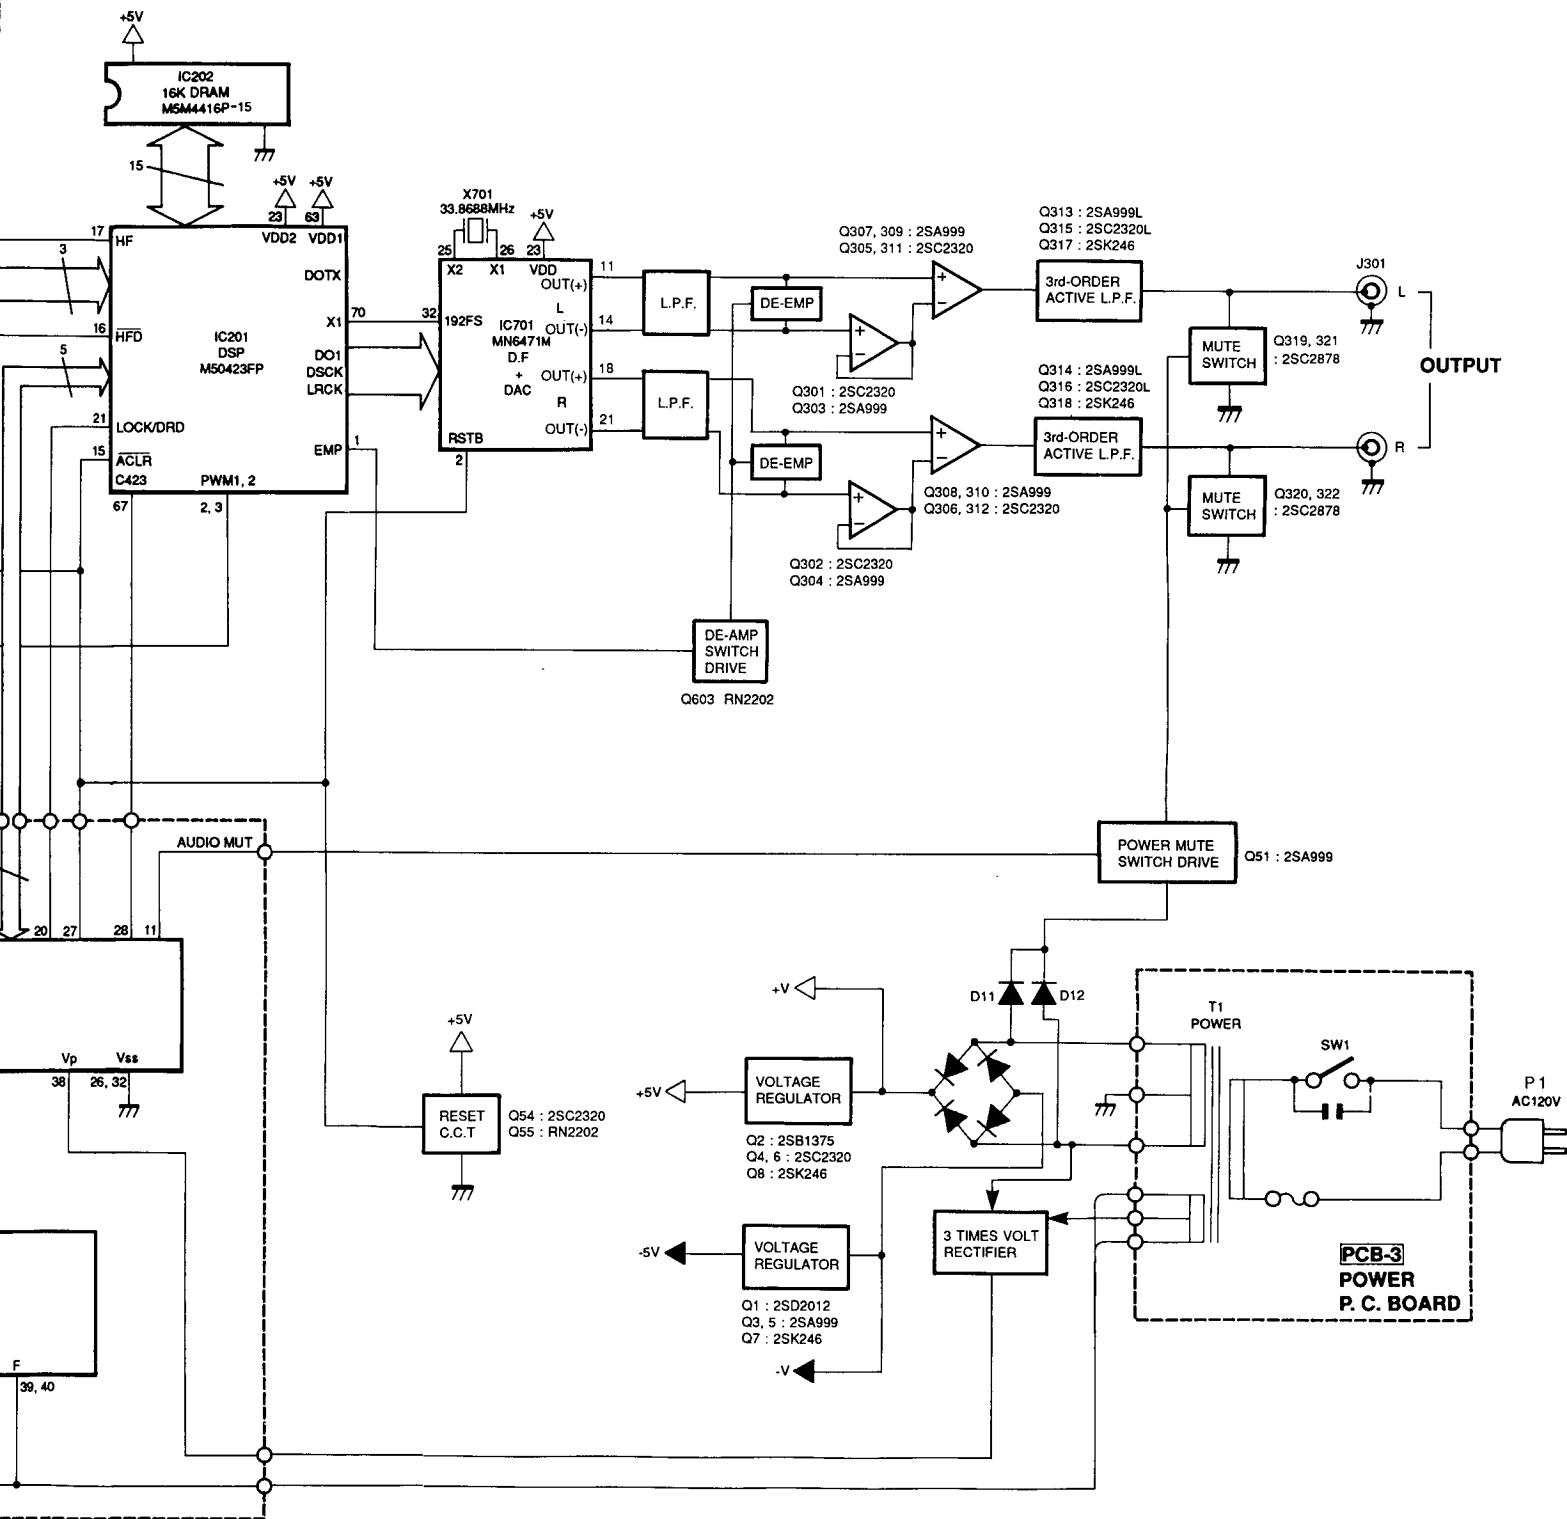 +5V
IC202
16K DRAM
M5M4416P-15
15
+5V
+5V
23
63
VDD2
VDD1
17
HF
3
DOTX
X1
70
16
HFD
IC201
DSP
M50423FP
DO1
DSCK
LRCK
5
21
LOCK/DRD
EMP
1
15
ACLR
C423
PWM1, 2
67
2, 3
X701
33.8688MHz
+5V
25
26
23
X2
X1
VDD
OUT(+)
11
L
32
192FS
IC701
MN6471M
D.F
+
DAC
OUT(-)
14
OUT(+)
18
R
OUT(-)
21
RSTB
2
L.P.F.
L.P.F.
DE-EMP
DE-EMP
Q307, 309 : 2SA999
Q305, 311 : 2SC2320
+
−
+
−
Q301 : 2SC2320
Q303 : 2SA999
+
−
Q308, 310 : 2SA999
Q306, 312 : 2SC2320
+
−
Q302 : 2SC2320
Q304 : 2SA999
Q313 : 2SA999L
Q315 : 2SC2320L
Q317 : 2SK246
3rd-ORDER
ACTIVE L.P.F.
Q314 : 2SA999L
Q316 : 2SC2320L
Q318 : 2SK246
3rd-ORDER
ACTIVE L.P.F.
J301
L
MUTE
SWITCH
Q319, 321
: 2SC2878
OUTPUT
R
MUTE
SWITCH
Q320, 322
: 2SC2878
DE-AMP
SWITCH
DRIVE
Q603 RN2202
AUDIO MUT
POWER MUTE
SWITCH DRIVE
Q51 : 2SA999
20
27
28
11
Vp
Vss
38
26, 32
+5V
RESET
C.C.T
Q54 : 2SC2320
Q55 : RN2202
+V
D11
D12
+5V
VOLTAGE
REGULATOR
Q2 : 2SB1375
Q4, 6 : 2SC2320
Q8 : 2SK246
-5V
VOLTAGE
REGULATOR
Q1 : 2SD2012
Q3, 5 : 2SA999
Q7 : 2SK246
-V
3 TIMES VOLT
RECTIFIER
T1
POWER
SW1
P1
AC120V
PCB-3
POWER
P. C. BOARD
F
39, 40